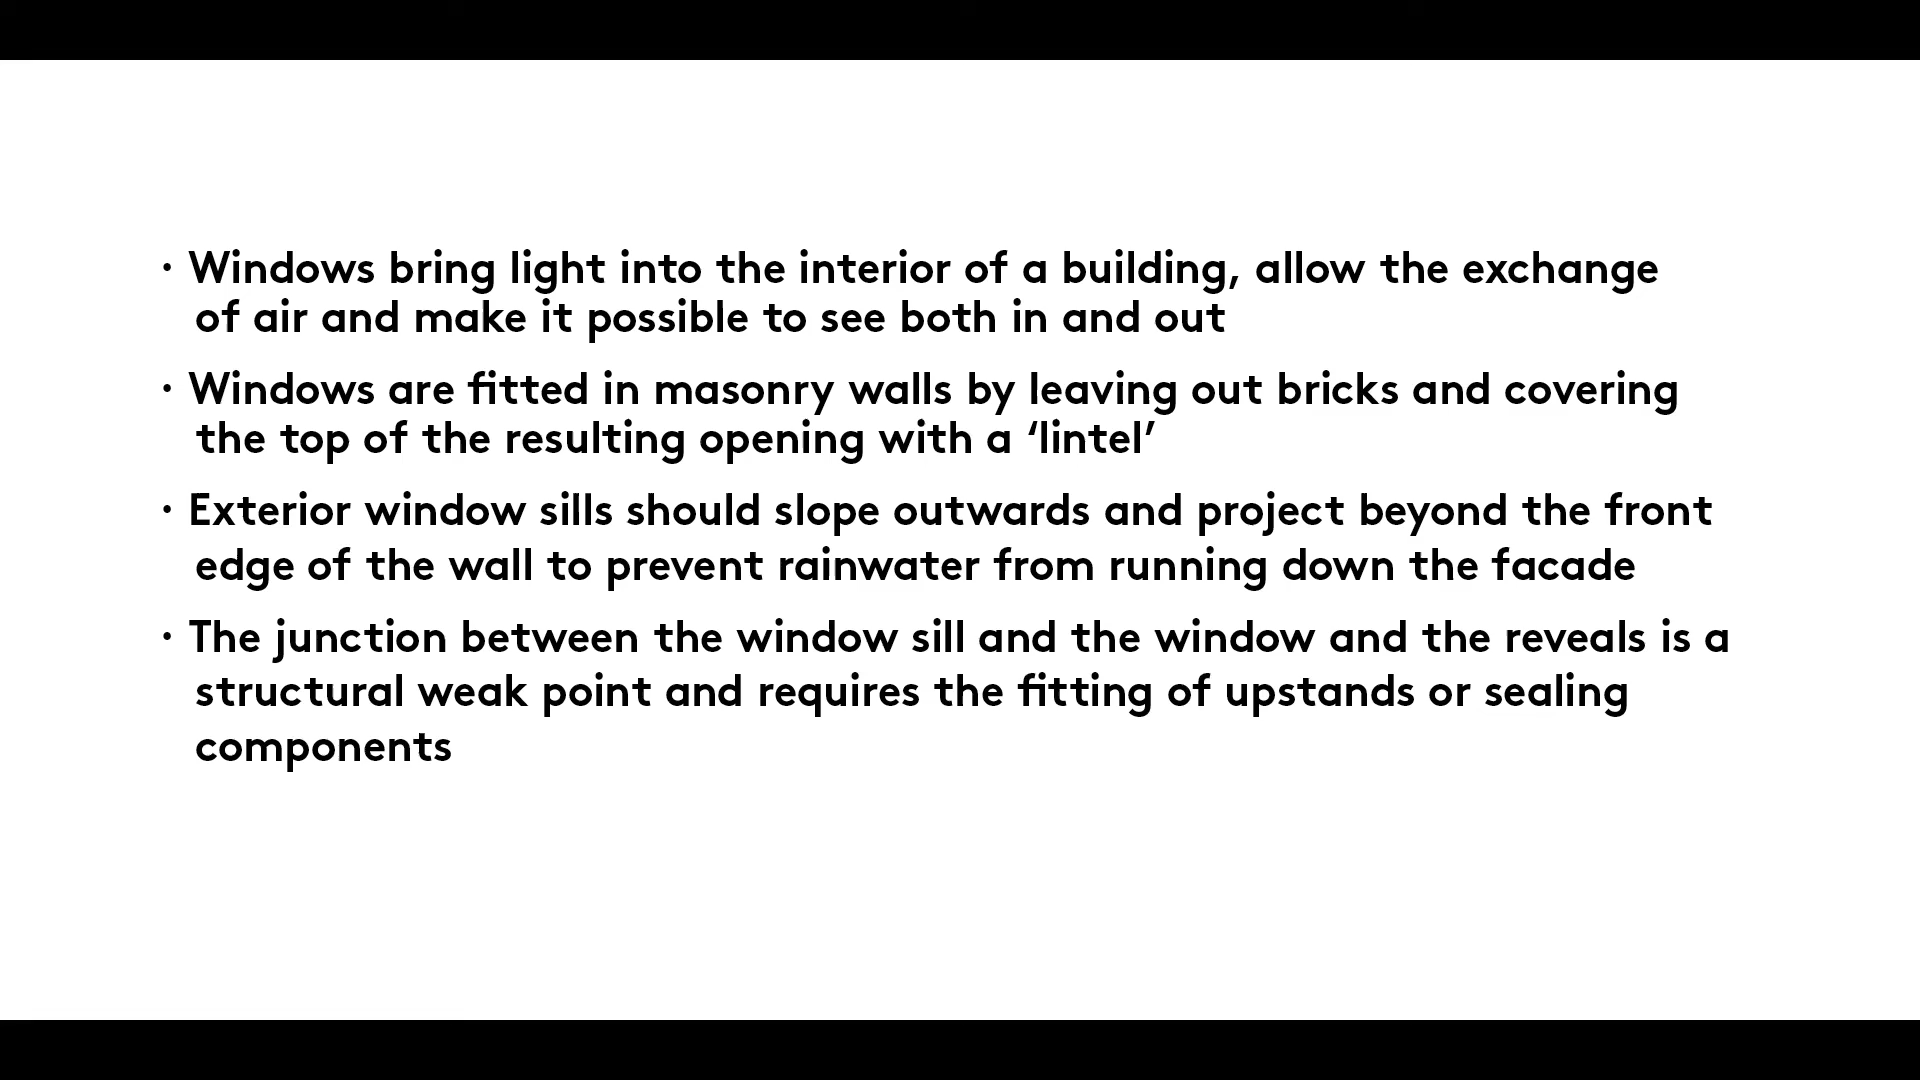 · Windows bring light into the interior of a building, allow the exchange
of air and make it possible to see both in and out
· Windows are fitted in masonry walls by leaving out bricks and covering
the top of the resulting opening with a ‘lintel’
· Exterior window sills should slope outwards and project beyond the front
edge of the wall to prevent rainwater from running down the facade
· The junction between the window sill and the window and the reveals is a
structural weak point and requires the fitting of upstands or sealing
components